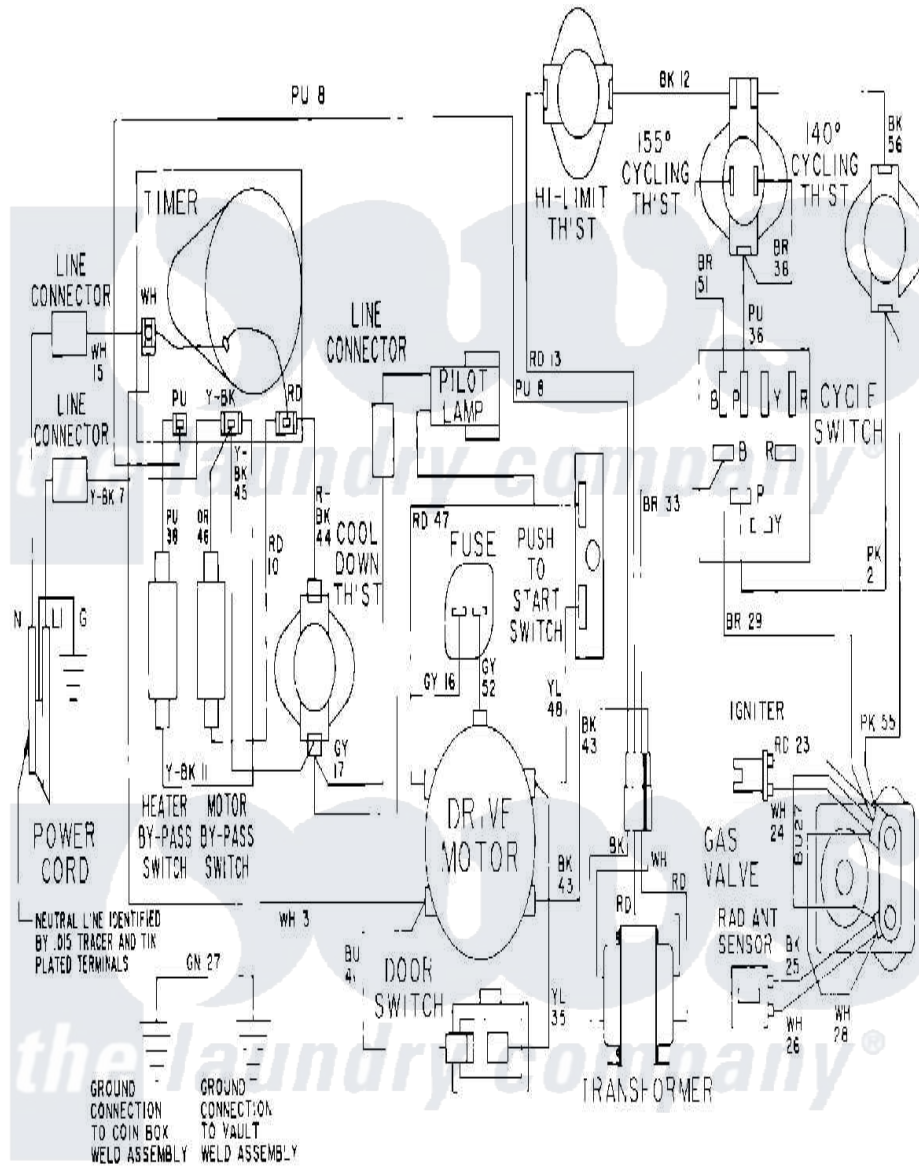 PU 8
BK 12
BK
56
155°
CYCLING
TH'ST
140°
CYCLING
TH'ST
HI-LIMIT
TH'ST
TIMER
LINE
CONNECTOR
WH
WH
15
BR
51
BR
38
PU
36
LINE
CONNECTOR
RD 13
PU 8
PILOT
LAMP
B P Y R
CYCLE
SWITCH
LINE
CONNECTOR
PU
Y-BK
RD
Y-
BK
45
B R
Y-BK 7
BR 33
P
Y
PU
38
OR
46
RD
10
R-
BK
44
COOL
DOWN
TH'ST
RD 47
FUSE
PUSH
TO
START
SWITCH
PK
2
BR 29
N L1 G
GY 16
GY
52
YL
48
BK
43
IGNITER
PK 55
RD 23
GY
17
Y-BK 11
HEATER
BY-PASS
SWITCH
MOTOR
BY-PASS
SWITCH
DRIVE
MOTOR
WH
24
GAS
VALVE
POWER
CORD
BK
43
BK
WH
RD
RD
WH 3
NEUTRAL LINE IDENTIFIED
BY .015 TRACER AND TIN
PLATED TERMINALS
RADIANT
SENSOR
BK
25
GN 27
BU
DOOR
SWITCH
YL
35
WH
26
WH
28
TRANSFORMER
GROUND
CONNECTION
TO COIN BOX
WELD ASSEMBLY
GROUND
CONNECTION
TO VAULT
WELD ASSEMBLY
the laundry company®
the laundry company®